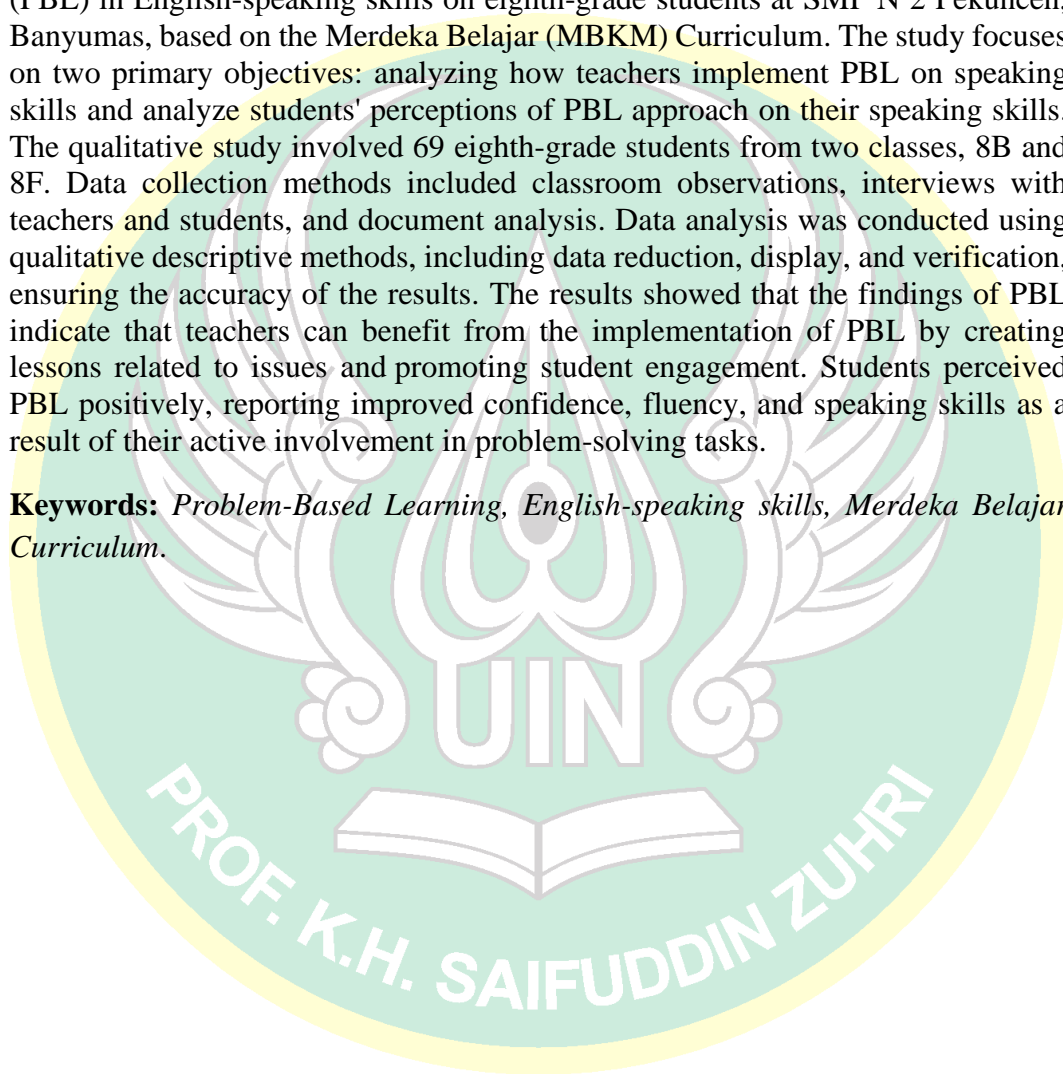 (PBL) in English-speaking skills on eighth-grade students at SMP N 2 Pekuncen,
Banyumas, based on the Merdeka Belajar (MBKM) Curriculum. The study focuses
on two primary objectives: analyzing how teachers implement PBL on speaking
skills and analyze students' perceptions of PBL approach on their speaking skills.
The qualitative study involved 69 eighth-grade students from two classes, 8B and
8F. Data collection methods included classroom observations, interviews with
teachers and students, and document analysis. Data analysis was conducted using
qualitative descriptive methods, including data reduction, display, and verification,
ensuring the accuracy of the results. The results showed that the findings of PBL
indicate that teachers can benefit from the implementation of PBL by creating
lessons related to issues and promoting student engagement. Students perceived
PBL positively, reporting improved confidence, fluency, and speaking skills as a
result of their active involvement in problem-solving tasks.
Keywords: Problem-Based Learning, English-speaking skills, Merdeka Belajar
Curriculum.
UIN
PROF. K.H. SAIFUDDIN ZUHRI